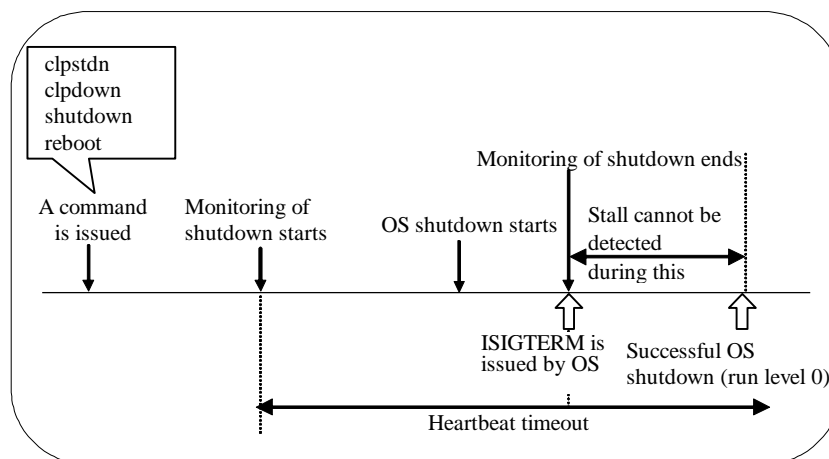 clpstdn
clpdown
shutdown
reboot
Monitoring of shutdown ends
A command
is issued
Monitoring of
shutdown starts
OS shutdown starts
Stall cannot be
detected
during this
ISIGTERM is
issued by OS
Successful OS
shutdown (run level 0)
Heartbeat timeout